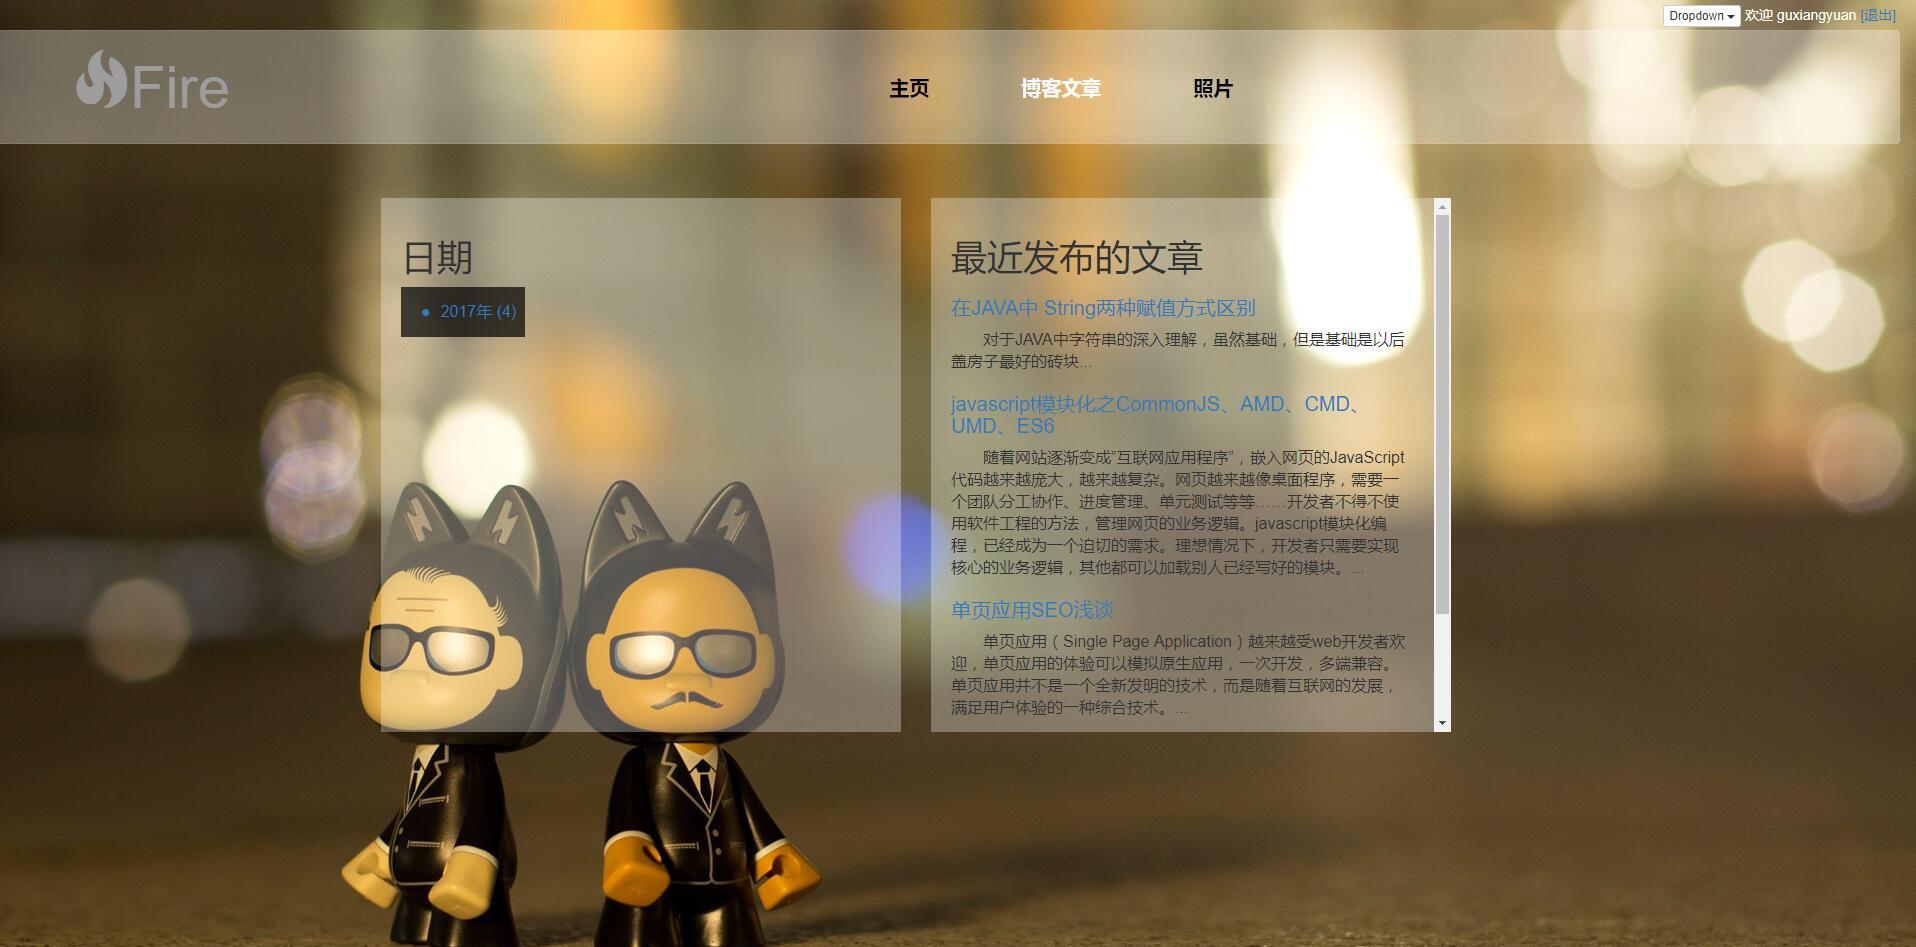 Dropdown 欢迎 guxiangyuan [退出]
Fire
主页 博客文章 照片
日期
2017年 (4)
最近发布的文章
在JAVA中 String两种赋值方式区别
对于JAVA中字符串的深入理解，虽然基础，但是基础是以后
盖房子最好的砖块...
javascript模块化之CommonJS、AMD、CMD、
UMD、ES6
随着网站逐渐变成”互联网应用程序”，嵌入网页的JavaScript
代码越来越庞大，越来越复杂。网页越来越像桌面程序，需要一
个团队分工协作、进度管理、单元测试等等……开发者不得不使
用软件工程的方法，管理网页的业务逻辑。javascript模块化编
程，已经成为一个迫切的需求。理想情况下，开发者只需要实现
核心的业务逻辑，其他都可以加载别人已经写好的模块。...
单页应用SEO浅谈
单页应用（Single Page Application）越来越受web开发者欢
迎，单页应用的体验可以模拟原生应用，一次开发，多端兼容。
单页应用并不是一个全新发明的技术，而是随着互联网的发展，
满足用户体验的一种综合技术。...